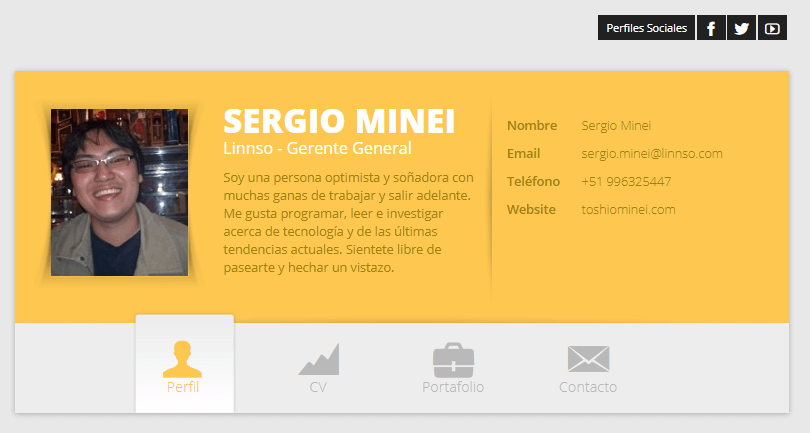 Perfiles Sociales
SERGIO MINEI
Linnso - Gerente General
Soy una persona optimista y soñadora con
muchas ganas de trabajar y salir adelante.
Me gusta programar, leer e investigar
acerca de tecnología y de las últimas
tendencias actuales. Sientete libre de
pasearte y hechar un vistazo.
Nombre Sergio Minei
Email sergio.minei@linnso.com
Teléfono +51 996325447
Website toshiominei.com
Perfil
CV
Portafolio
Contacto